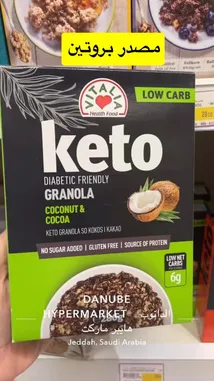 مصدر بروتين
VITALIA
Health Food
LOW CARB
keto
DIABETIC FRIENDLY
GRANOLA
COCONUT &
COCOA
KETO GRANOLA SO KOKOS I KAKAO
NO SUGAR ADDED | GLUTEN FREE | SOURCE OF PROTEIN
LOW NET
CARBS
6g
DANUBE
HYPERMARKET الدانوب
هايبر ماركت
Jeddah, Saudi Arabia